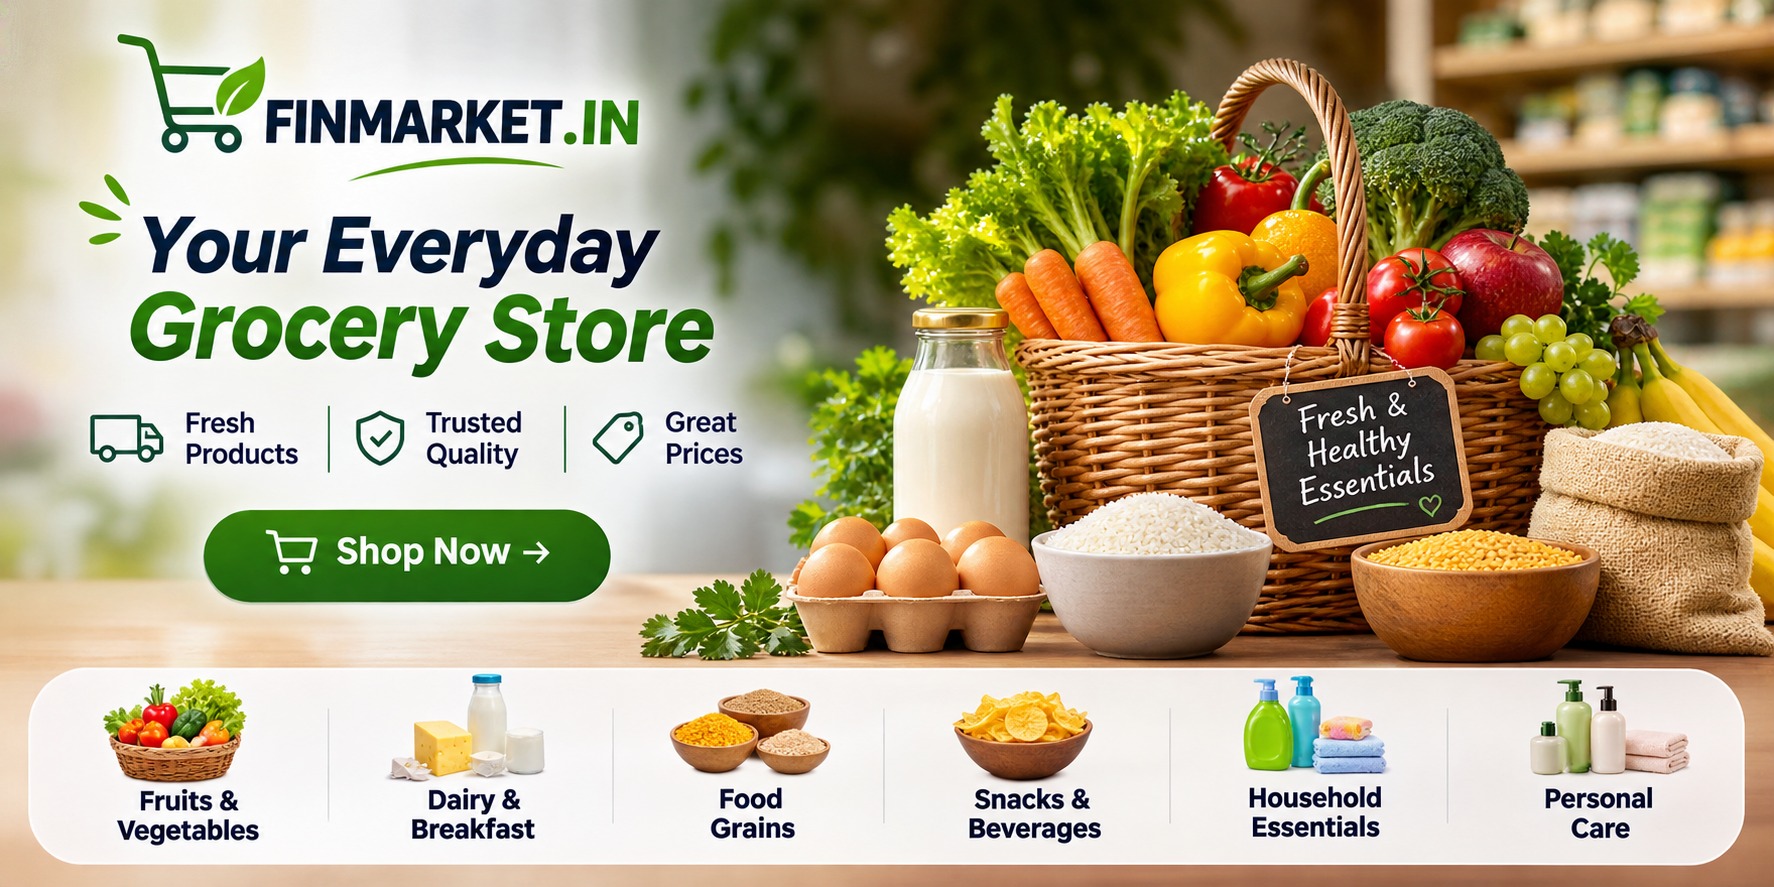 FINMARKET.IN
Your Everyday
Grocery Store
Fresh
Products
Trusted
Quality
Great
Prices
Shop Now →
Fresh &
Healthy
Essentials
Fruits &
Vegetables
Dairy &
Breakfast
Food
Grains
Snacks &
Beverages
Household
Essentials
Personal
Care